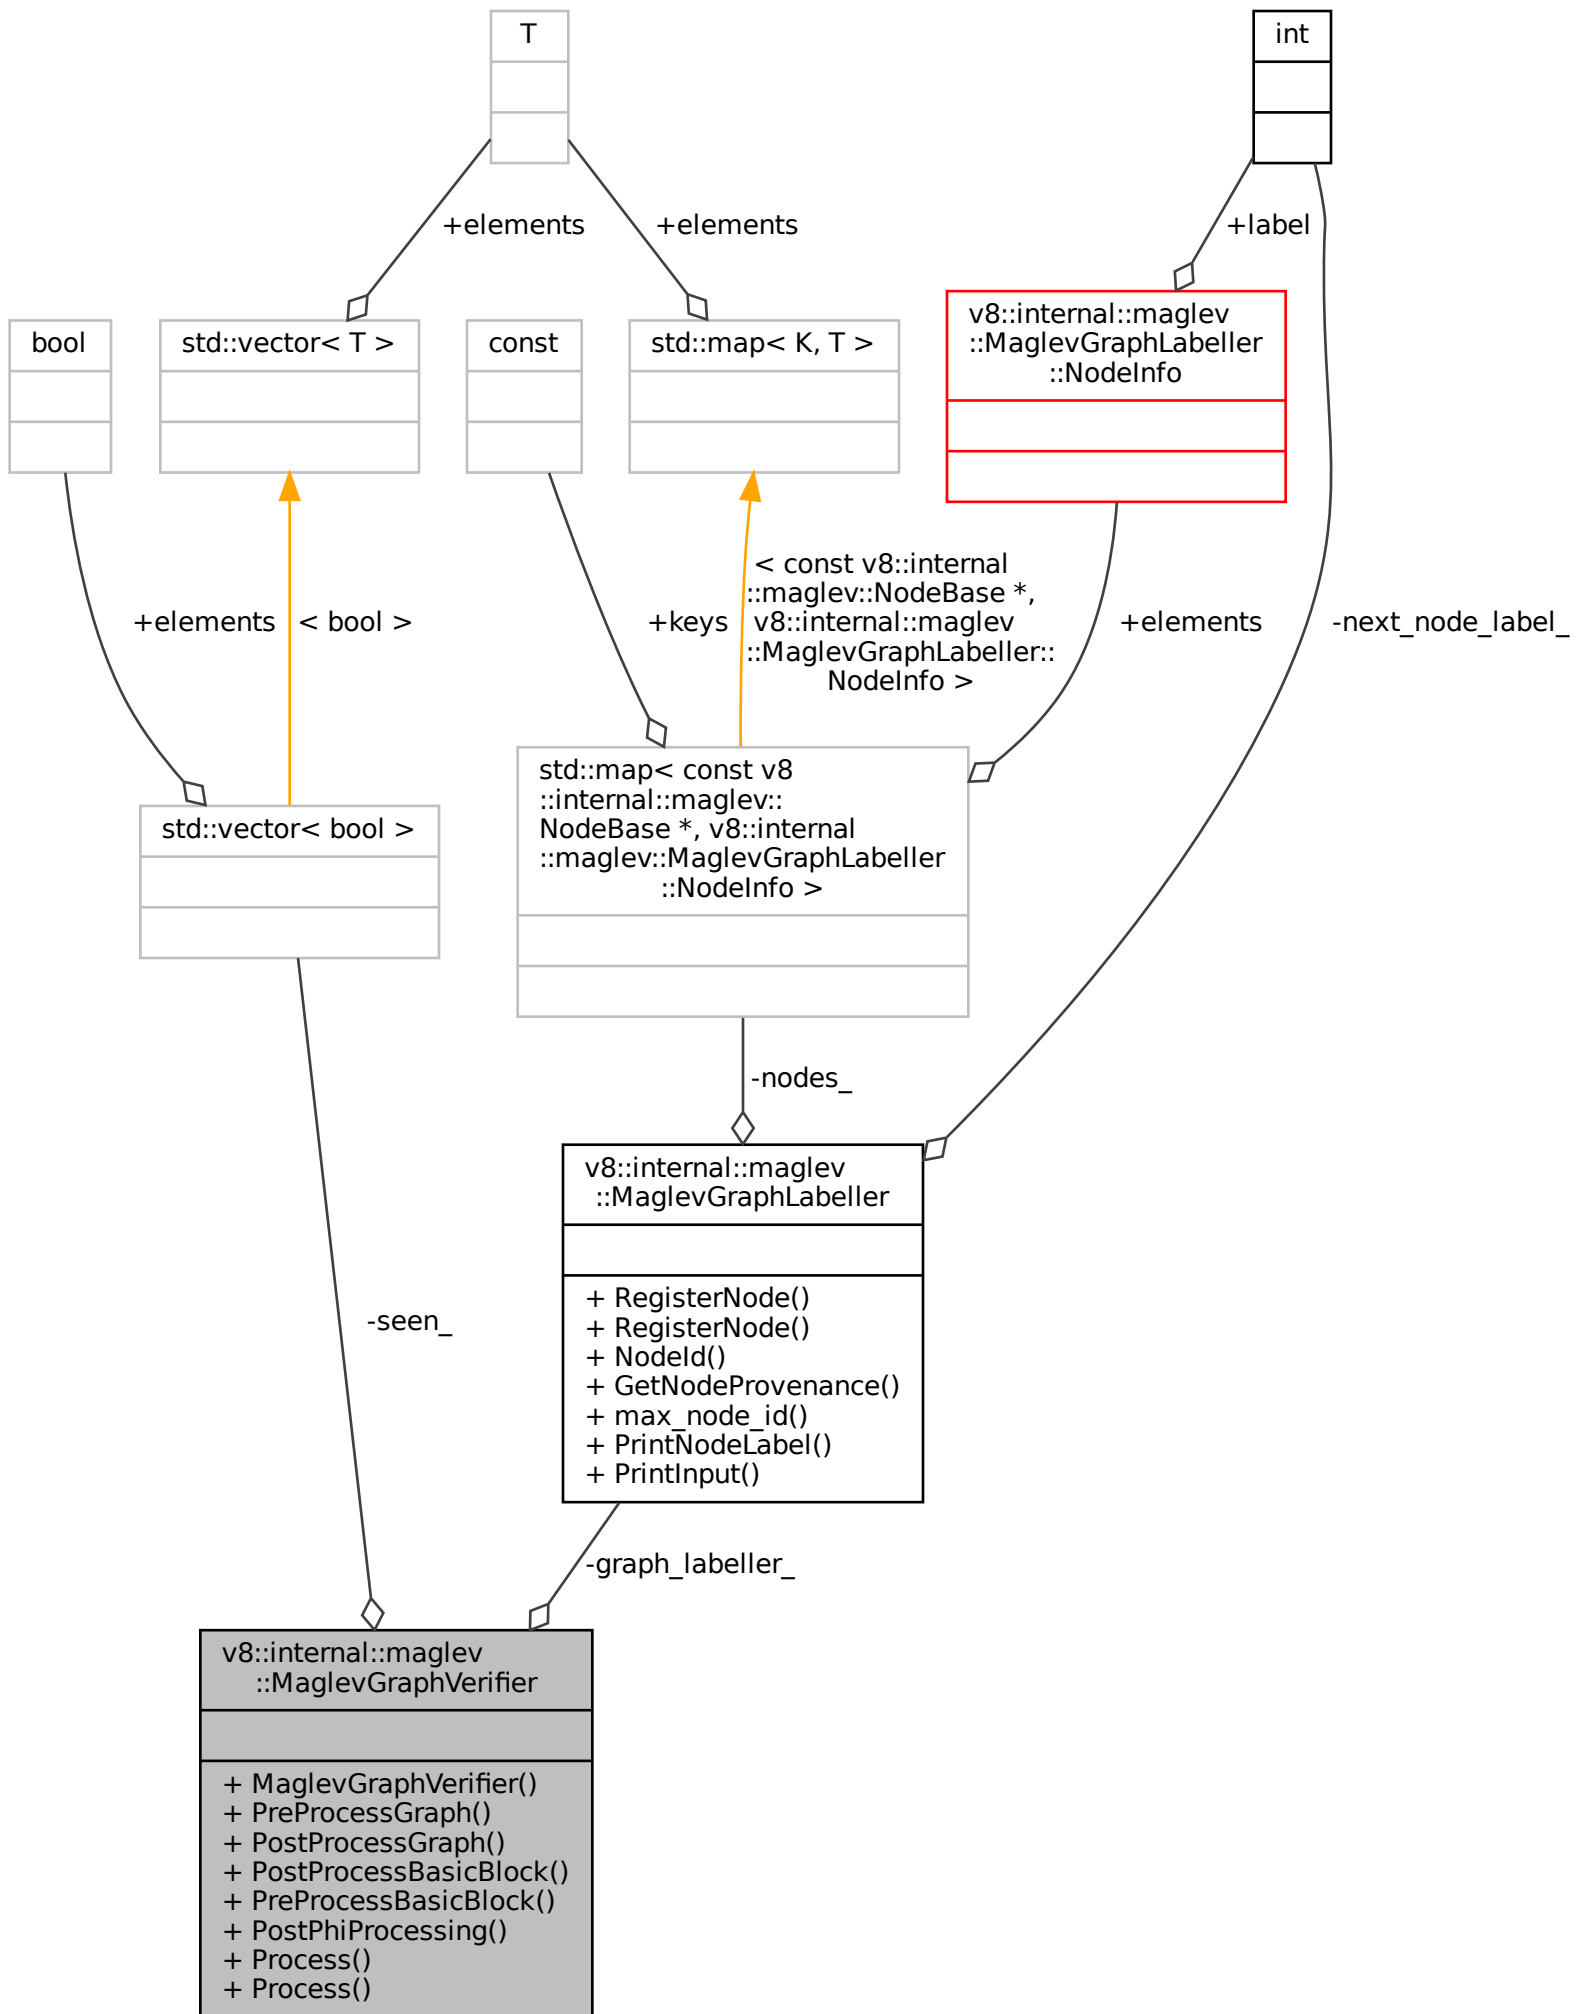 T
int
+elements
+elements
+label
bool
std::vector< T >
const
std::map< K, T >
v8::internal::maglev
::MaglevGraphLabeller
::NodeInfo
+elements
< bool >
+keys
< const v8::internal
::maglev::NodeBase *,
v8::internal::maglev
::MaglevGraphLabeller::
NodeInfo >
+elements
-next_node_label_
std::vector< bool >
std::map< const v8
::internal::maglev::
NodeBase *, v8::internal
::maglev::MaglevGraphLabeller
::NodeInfo >
-nodes_
v8::internal::maglev
::MaglevGraphLabeller
+ RegisterNode()
+ RegisterNode()
+ NodeId()
+ GetNodeProvenance()
+ max_node_id()
+ PrintNodeLabel()
+ PrintInput()
-seen_
-graph_labeller_
v8::internal::maglev
::MaglevGraphVerifier
+ MaglevGraphVerifier()
+ PreProcessGraph()
+ PostProcessGraph()
+ PostProcessBasicBlock()
+ PreProcessBasicBlock()
+ PostPhiProcessing()
+ Process()
+ Process()